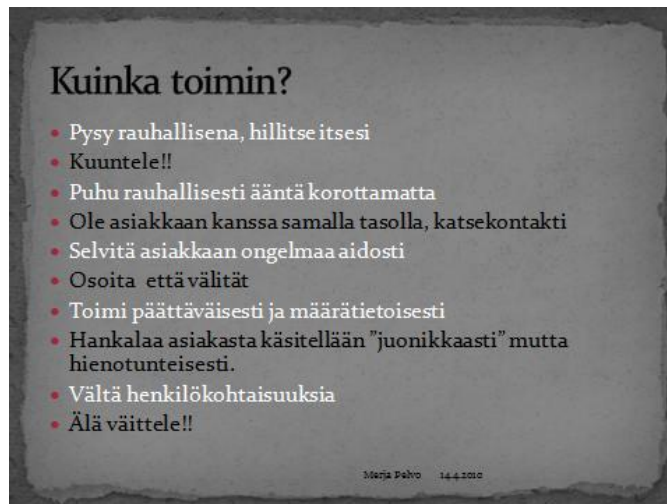 Kuinka toimin?
• Pysy rauhallisena, hillitse itsesi
• Kuuntele!!
• Puhu rauhallisesti ääntä korottamatta
• Ole asiakkaan kanssa samalla tasolla, katsekontakti
• Selvitä asiakkaan ongelmaa aidosti
• Osoita että välität
• Toimi päättäväisesti ja määrätietoisesti
• Hankalaa asiakasta käsitellään ”juonikkaasti” mutta
hienotunteisesti.
• Vältä henkilökohtaisuuksia
• Älä väittele!!
Merja Palvo 14.4.2010